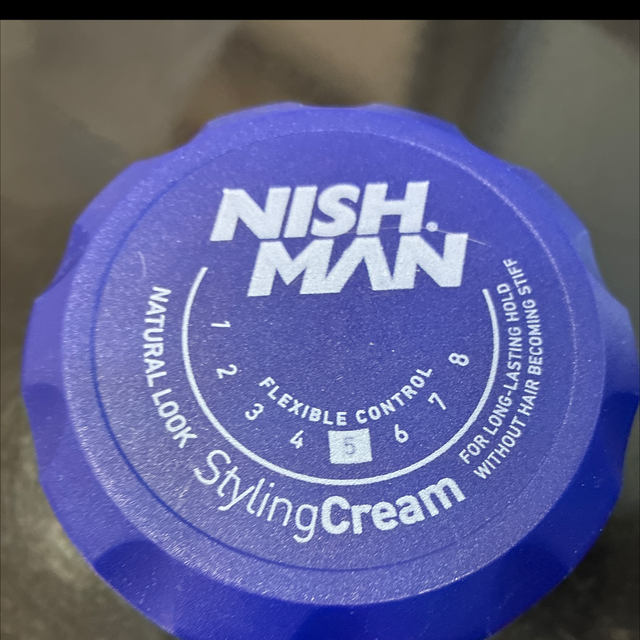 NISH.
MAN
NATURAL LOOK
1 2 3 4 5 6 7 8
FLEXIBLE CONTROL
StylingCream
FOR LONG-LASTING HOLD
WITHOUT HAIR BECOMING STIFF